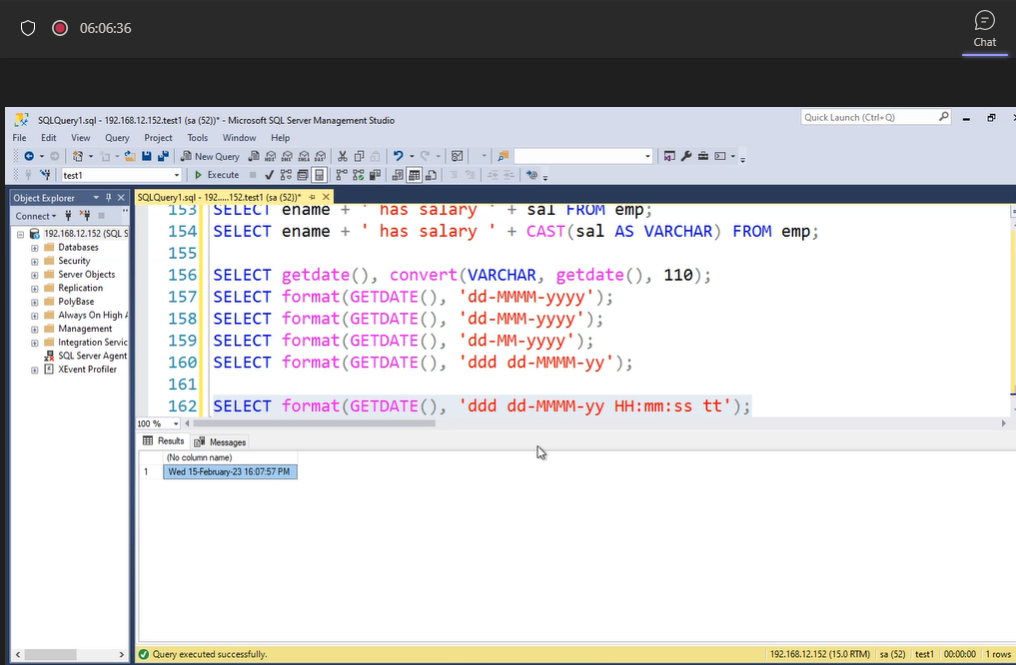 06:06:36
Chat
SQLQuery1.sql - 192.168.12.152.test1 (sa (52))* - Microsoft SQL Server Management Studio
Quick Launch (Ctrl+Q)
File Edit View Query Project Tools Window Help
New Query
test1 Execute
Object Explorer
SQLQuery1.sql - 192.....152.test1 (sa (52))*
Connect
192.168.12.152 (SQL S
Databases
Security
Server Objects
Replication
PolyBase
Always On High A
Management
Integration Servic
SQL Server Agent
XEvent Profiler
153 SELECT ename + ' has salary ' + sal FROM emp;
154 SELECT ename + ' has salary ' + CAST(sal AS VARCHAR) FROM emp;
155
156 SELECT getdate(), convert(VARCHAR, getdate(), 110);
157 SELECT format(GETDATE(), 'dd-MMMM-yyyy');
158 SELECT format(GETDATE(), 'dd-MMM-yyyy');
159 SELECT format(GETDATE(), 'dd-MM-yyyy');
160 SELECT format(GETDATE(), 'ddd dd-MMMM-yy');
161
162 SELECT format(GETDATE(), 'ddd dd-MMMM-yy HH:mm:ss tt');
100 %
Results Messages
(No column name)
1 Wed 15-February-23 16:07:57 PM
Query executed successfully.
192.168.12.152 (15.0 RTM) sa (52) test1 00:00:00 1 rows